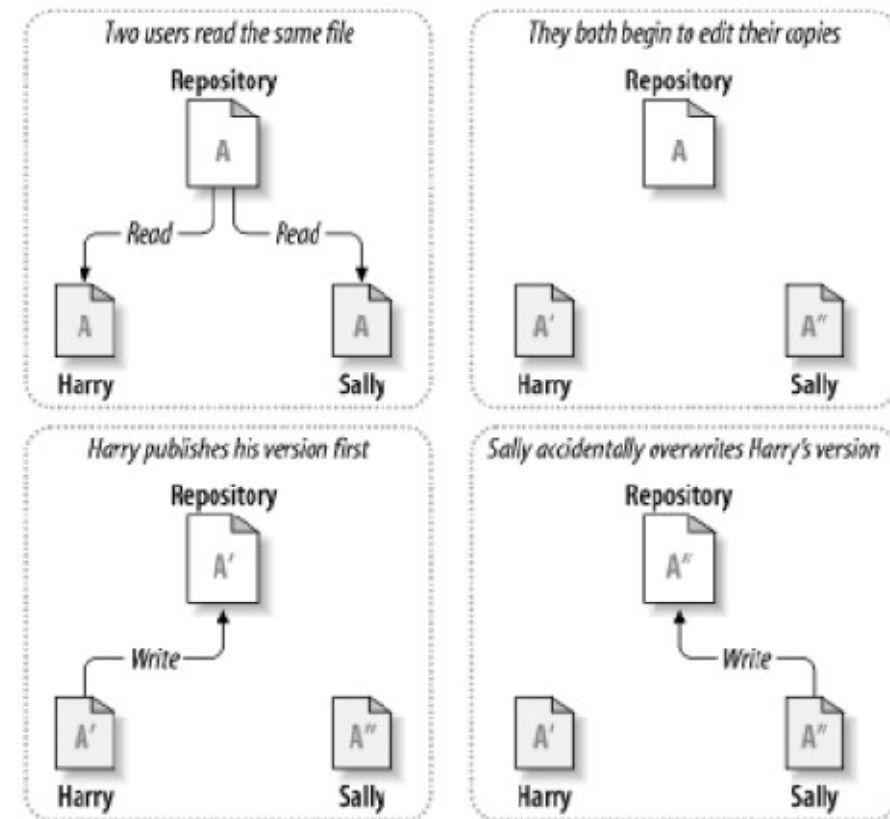 Two users read the same file
Repository
A
Read
Read
A
A
Harry
Sally
They both begin to edit their copies
Repository
A
A'
A"
Harry
Sally
Harry publishes his version first
Repository
A'
Write
A'
A"
Harry
Sally
Sally accidentally overwrites Harry's version
Repository
A"
Write
A'
A"
Harry
Sally